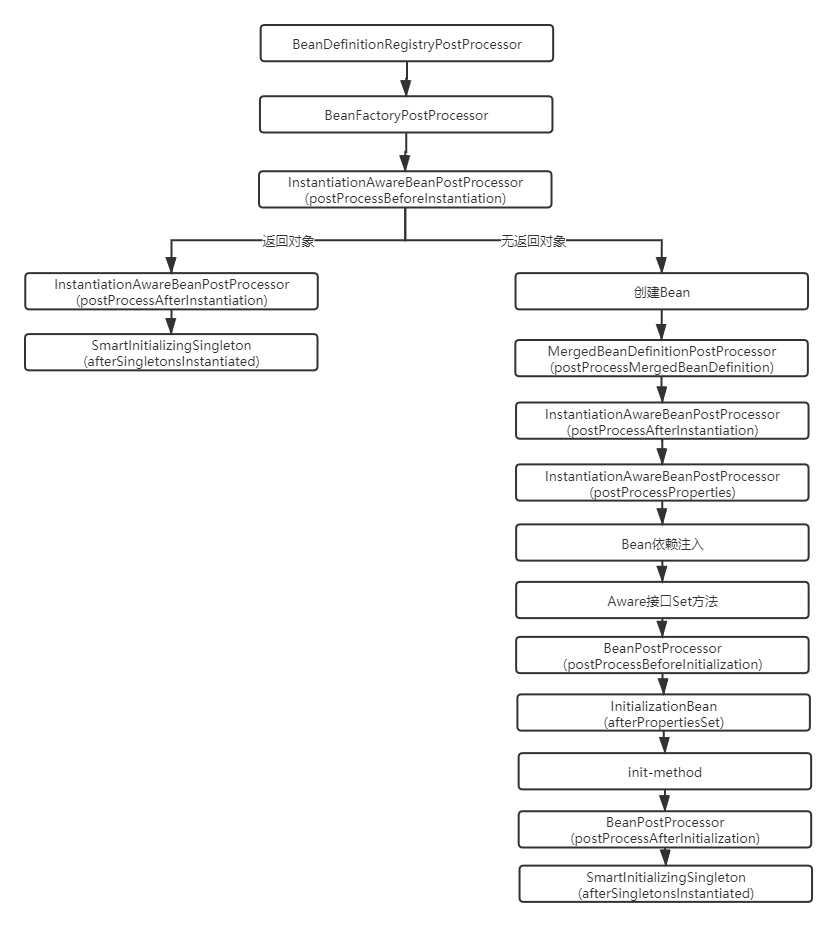 BeanDefinitionRegistryPostProcessor
BeanFactoryPostProcessor
InstantiationAwareBeanPostProcessor
(postProcessBeforeInstantiation)
返回对象
无返回对象
InstantiationAwareBeanPostProcessor
(postProcessAfterInstantiation)
SmartInitializingSingleton
(afterSingletonsInstantiated)
创建Bean
MergedBeanDefinitionPostProcessor
(postProcessMergedBeanDefinition)
InstantiationAwareBeanPostProcessor
(postProcessAfterInstantiation)
InstantiationAwareBeanPostProcessor
(postProcessProperties)
Bean依赖注入
Aware接口Set方法
BeanPostProcessor
(postProcessBeforeInitialization)
InitializationBean
(afterPropertiesSet)
init-method
BeanPostProcessor
(postProcessAfterInitialization)
SmartInitializingSingleton
(afterSingletonsInstantiated)